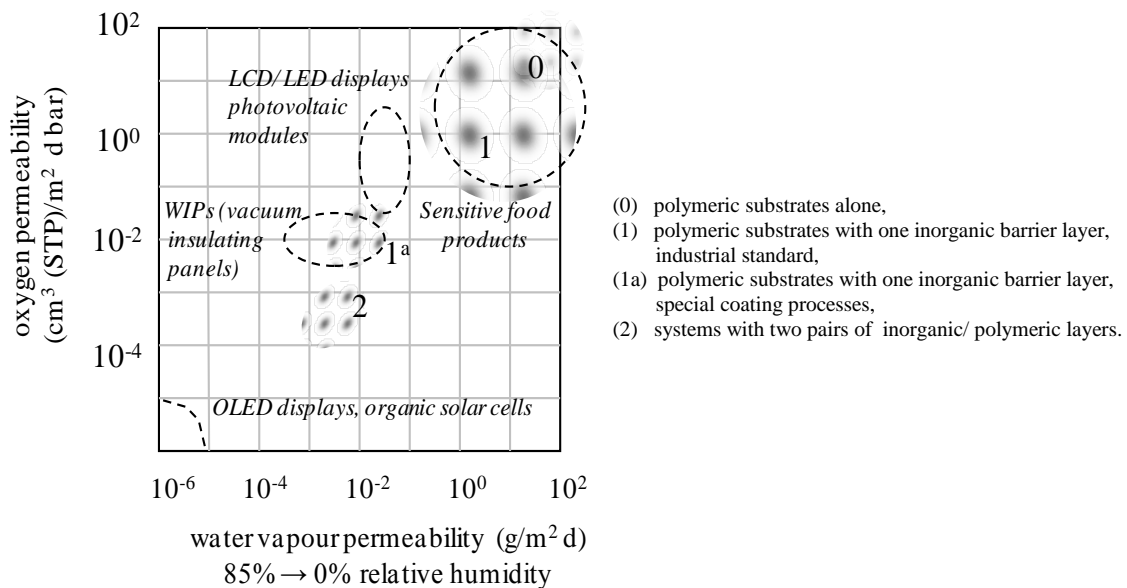 10²
10⁰
10⁻²
10⁻⁴
oxygen permeability
(cm³ (STP)/m² d bar)
LCD/LED displays
photovoltaic
modules
0
1
WIPs (vacuum
insulating
panels)
Sensitive food
products
1a
2
OLED displays, organic solar cells
10⁻⁶ 10⁻⁴ 10⁻² 10⁰ 10²
water vapour permeability (g/m² d)
85% → 0% relative humidity
(0) polymeric substrates alone,
(1) polymeric substrates with one inorganic barrier layer,
industrial standard,
(1a) polymeric substrates with one inorganic barrier layer,
special coating processes,
(2) systems with two pairs of inorganic/ polymeric layers.